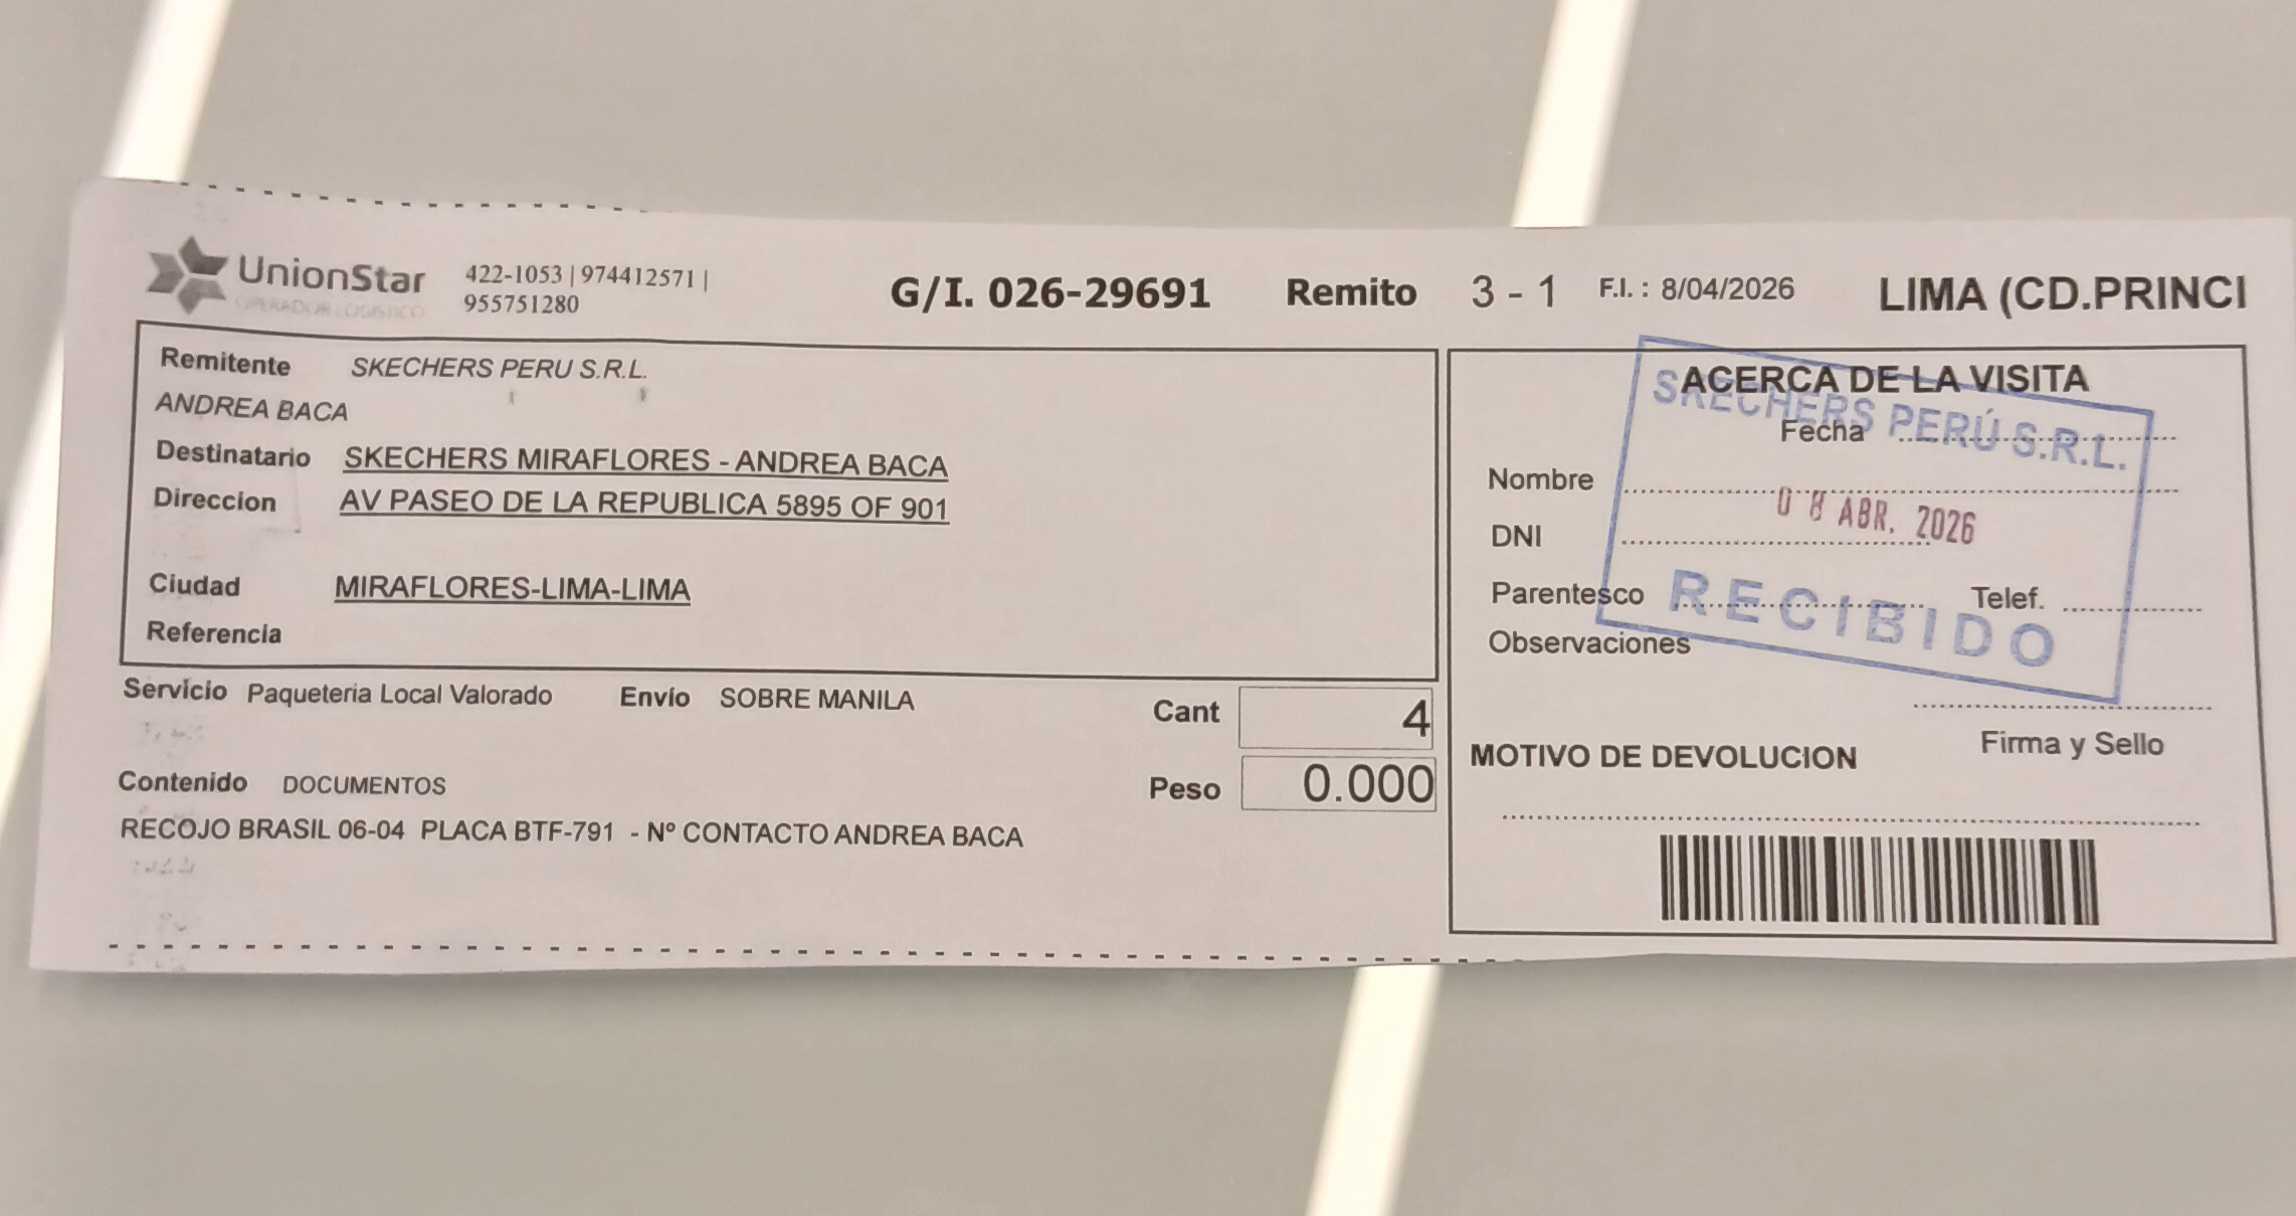 UnionStar
OPERADOR LOGISTICO
422-1053 | 974412571 |
955751280
G/I. 026-29691 Remito 3 - 1 F.I. : 8/04/2026 LIMA (CD.PRINCI
Remitente SKECHERS PERU S.R.L.
ANDREA BACA
Destinatario SKECHERS MIRAFLORES - ANDREA BACA
Direccion AV PASEO DE LA REPUBLICA 5895 OF 901
Ciudad MIRAFLORES-LIMA-LIMA
Referencia
Servicio Paqueteria Local Valorado Envío SOBRE MANILA
Cant 4
Contenido DOCUMENTOS
Peso 0.000
RECOJO BRASIL 06-04 PLACA BTF-791 - Nº CONTACTO ANDREA BACA
ACERCA DE LA VISITA
Fecha
Nombre
DNI
Parentesco Telef.
Observaciones
Firma y Sello
MOTIVO DE DEVOLUCION
SKECHERS PERÚ S.R.L.
08 ABR. 2026
RECIBIDO